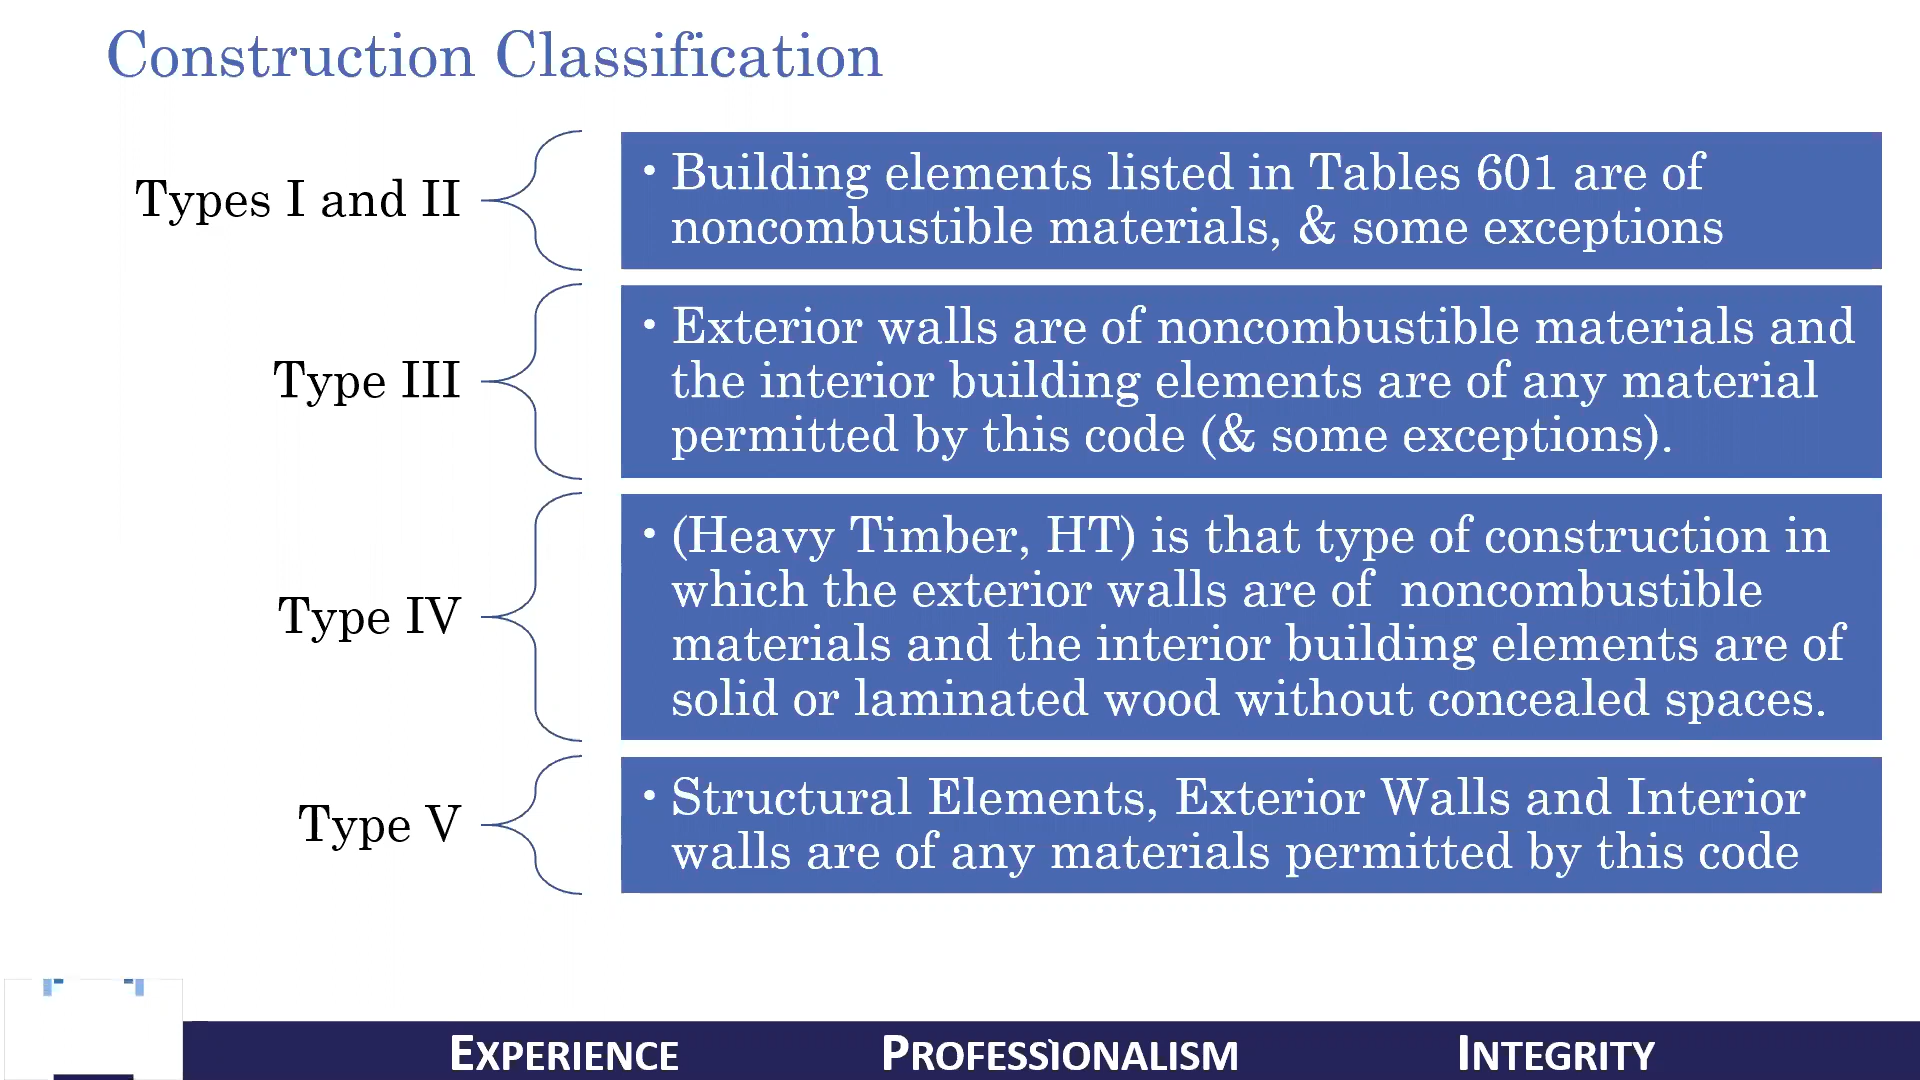 Construction Classification
Types I and II
• Building elements listed in Tables 601 are of
noncombustible materials, & some exceptions
Type III
• Exterior walls are of noncombustible materials and
the interior building elements are of any material
permitted by this code (& some exceptions).
Type IV
• (Heavy Timber, HT) is that type of construction in
which the exterior walls are of noncombustible
materials and the interior building elements are of
solid or laminated wood without concealed spaces.
Type V
• Structural Elements, Exterior Walls and Interior
walls are of any materials permitted by this code
EXPERIENCE PROFESSIONALISM INTEGRITY